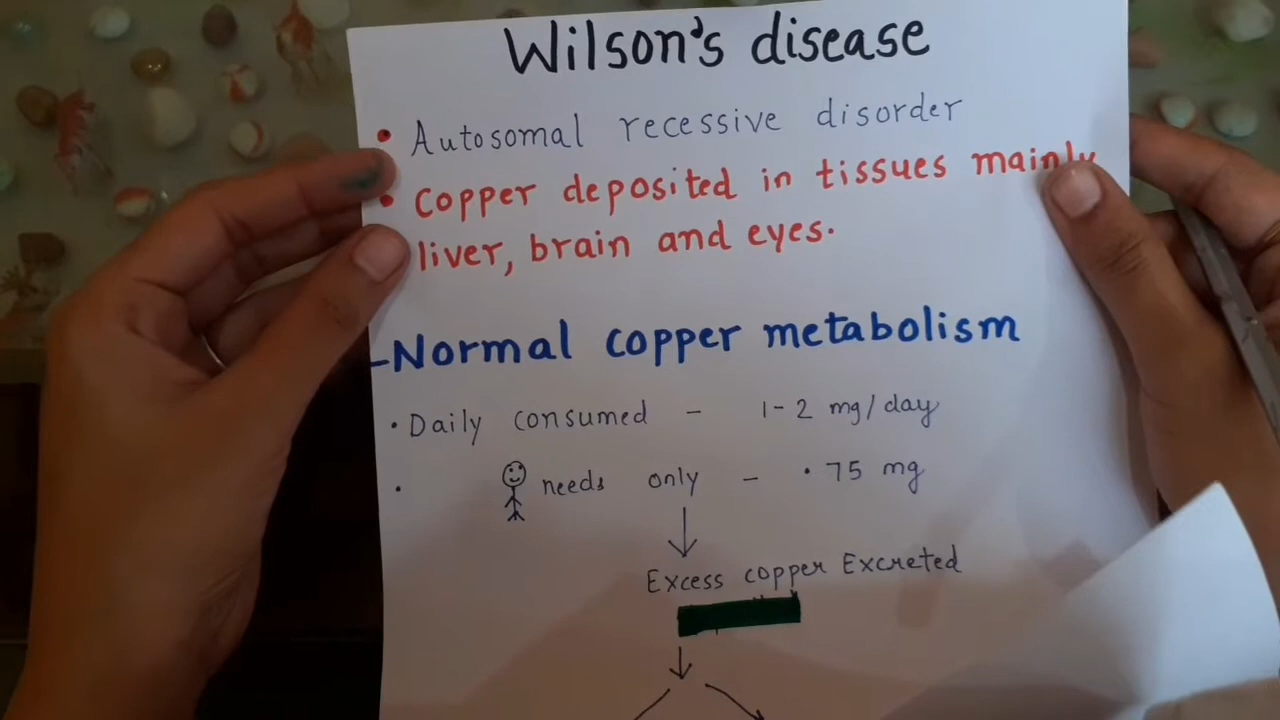 Wilson's disease
• Autosomal recessive disorder
• Copper deposited in tissues mainly
liver, brain and eyes.
-Normal copper metabolism
• Daily consumed - 1-2 mg/day
• needs only - .75 mg
Excess copper Excreted